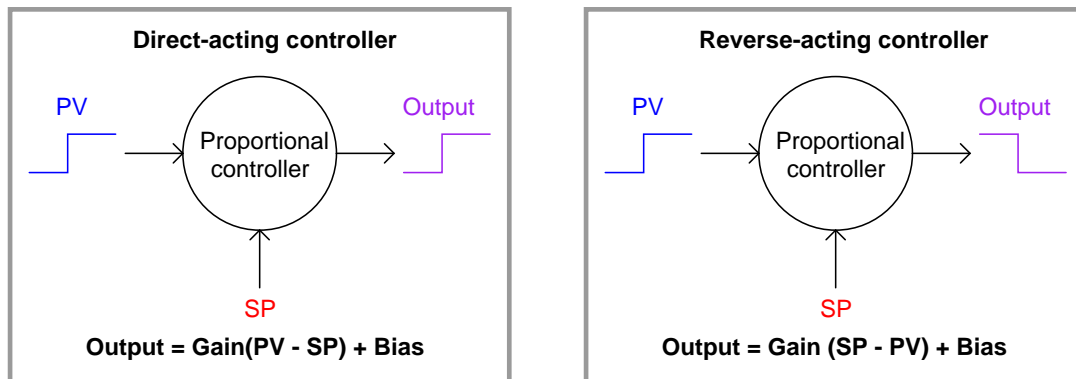 Direct-acting controller
PV
Output
Proportional
controller
SP
Output = Gain(PV - SP) + Bias
Reverse-acting controller
PV
Output
Proportional
controller
SP
Output = Gain (SP - PV) + Bias